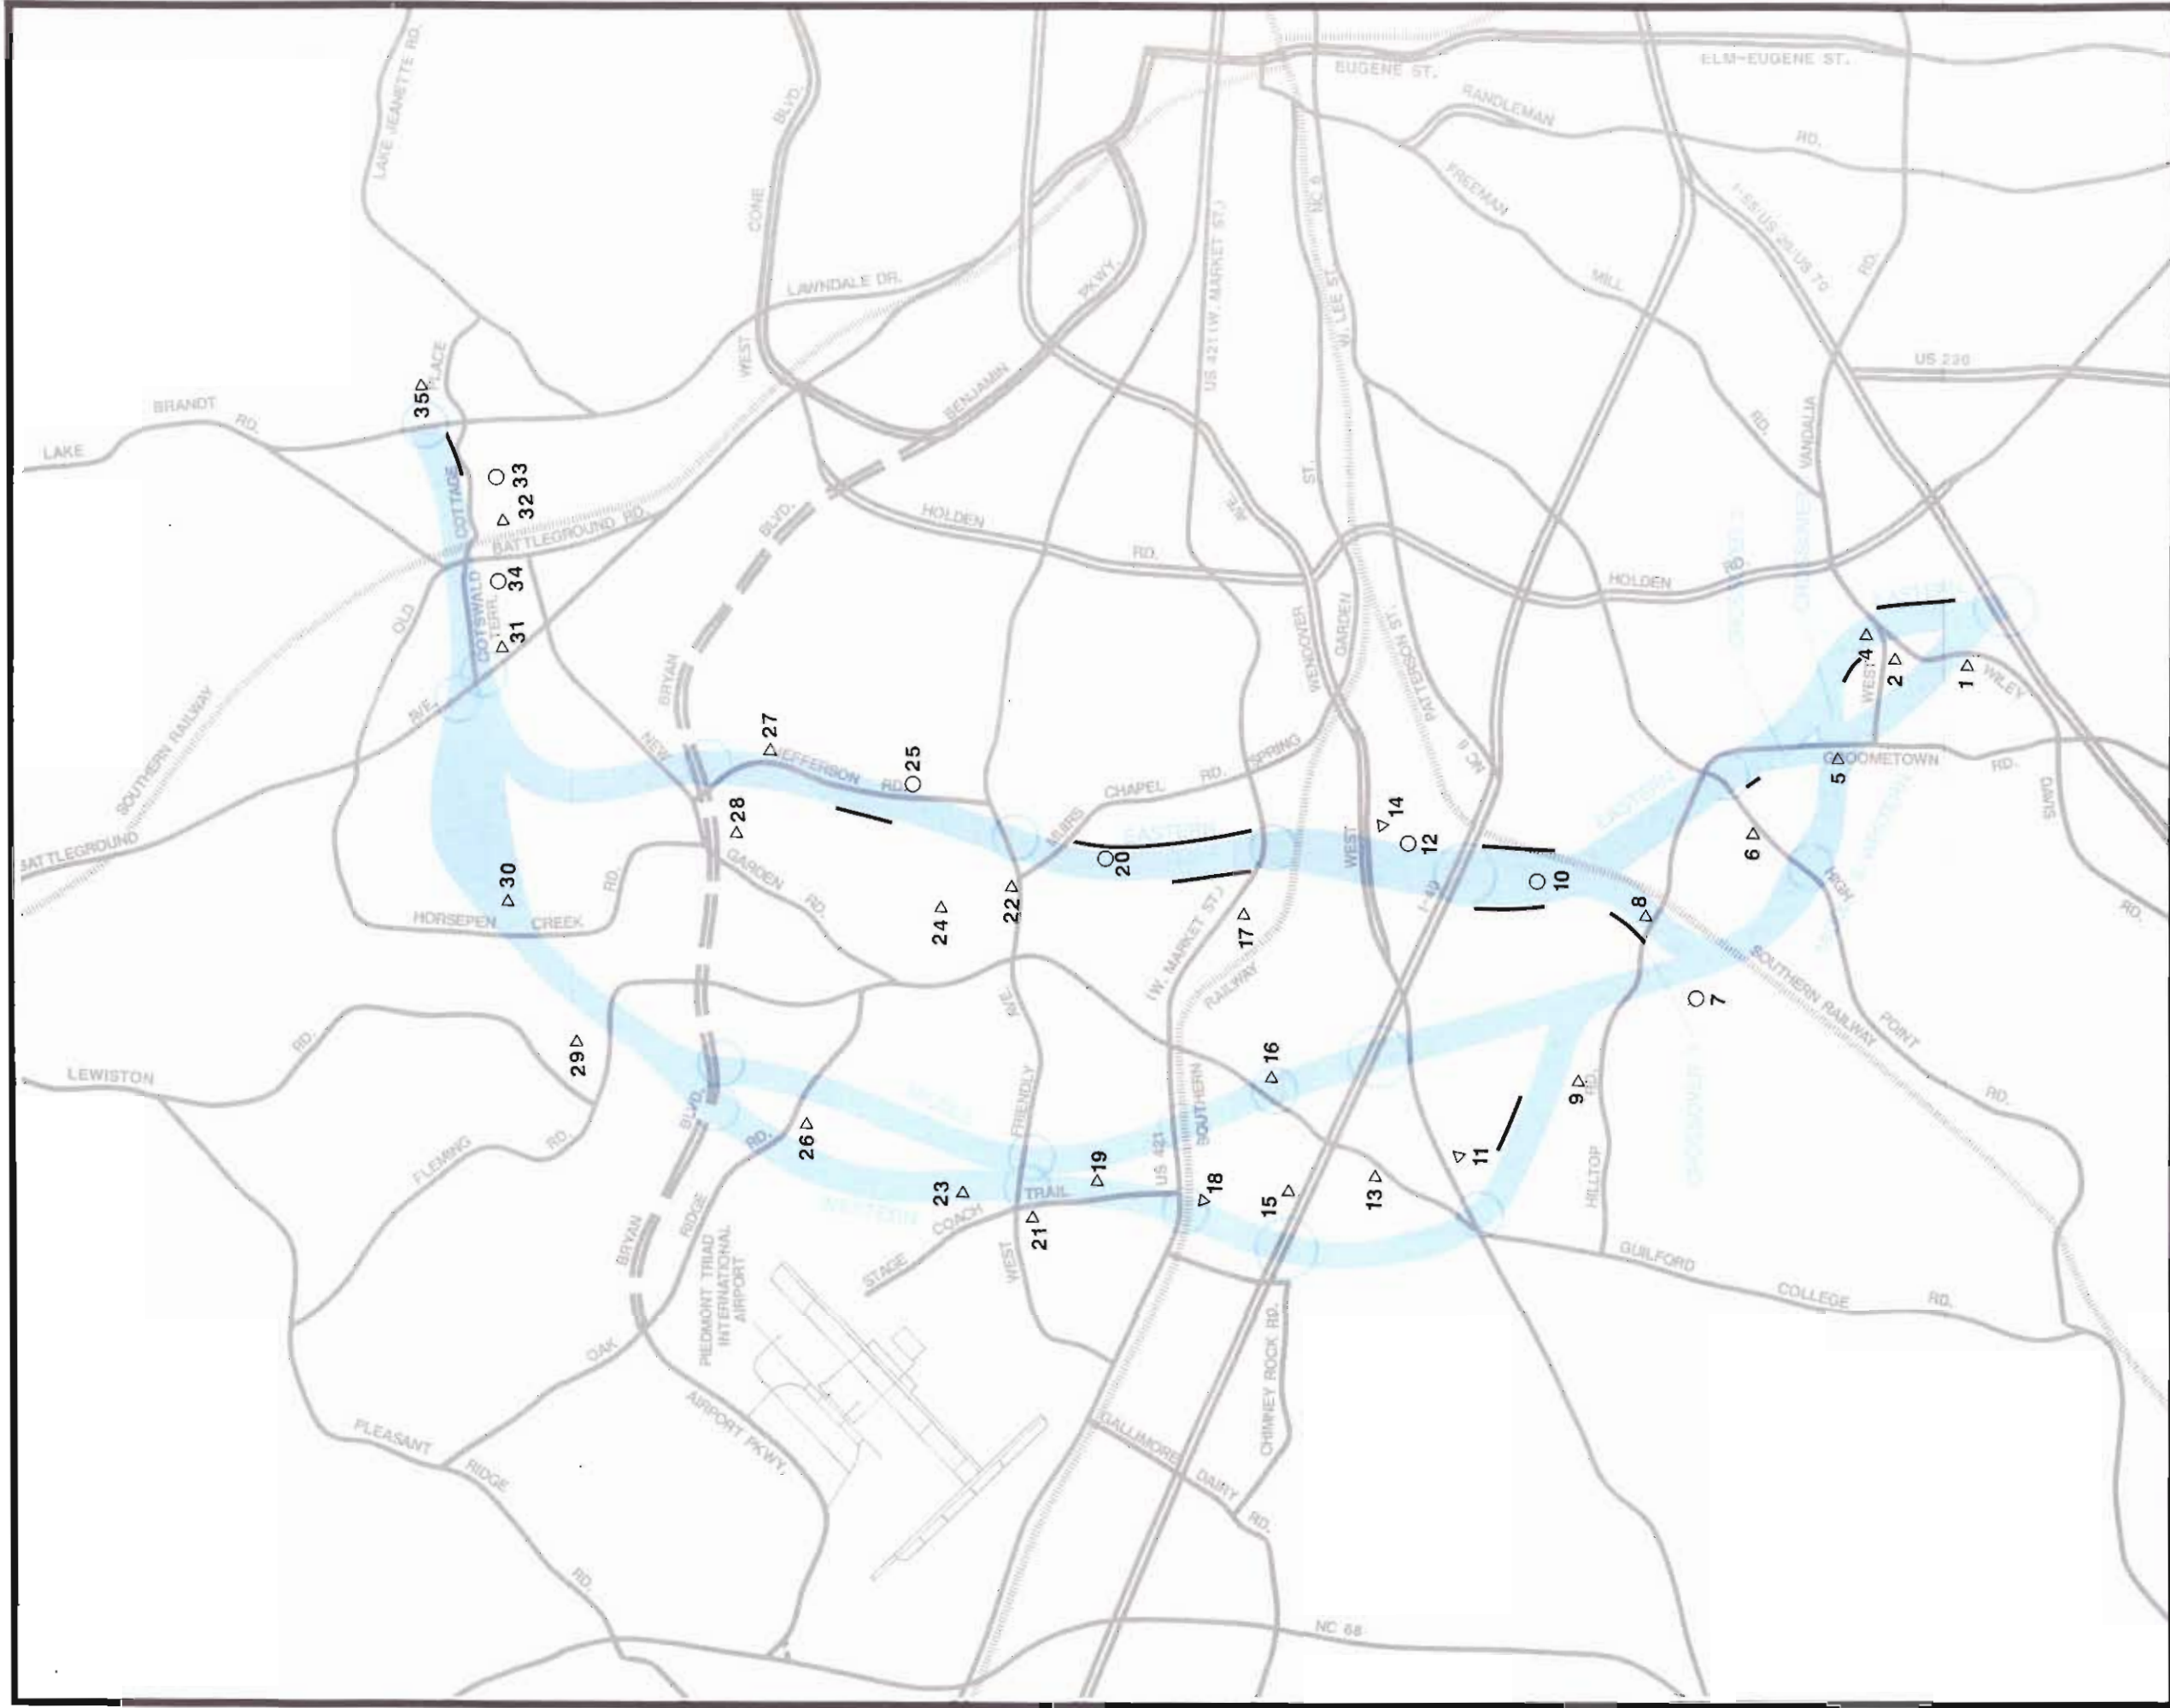 LAKE JEANETTE RD.
BLVD.
CONE
WEST
EUGENE ST.
ELM-EUGENE ST.
RANDLEMAN
RD.
FREEMAN
MILL
RD.
NC 6
US 421 (W. MARKET ST.)
W. LEE ST.
I-85/US 29/US 70
RD.
VANDALIA
US 220
LAWNDALE DR.
PKWY.
BENJAMIN
PLACE
35
BRANDT
RD.
LAKE
COTTAGE
33
32
BATTLEGROUND RD.
BLVD.
HOLDEN
RD.
AVE.
ST.
HOLDEN
RD.
CROSSOVER 2
EASTERN
34
COTSWALD
TERR.
31
OLD
AVE.
SOUTHERN RAILWAY
BATTLEGROUND
BRYAN
NEW
27
JEFFERSON
RD.
25
28
GARDEN
RD.
WENDOVER
GARDEN
PATTERSON ST.
NC 6
SPRING
RD.
CHAPEL
MUIRS
EASTERN
20
14
12
WEST
I-40
10
EASTERN
4
WEST
2
1
WILEY
GROOMETOWN
RD.
5
DAVIS
RD.
6
HIGH
8
30
HORSEPEN
CREEK
RD.
24
22
17
(W. MARKET ST.)
RAILWAY
AVE.
7
SOUTHERN RAILWAY
POINT
RD.
29
RD.
LEWISTON
FLEMING
RD.
BLVD.
MIDDLE
RD.
26
FRIENDLY
16
SOUTHERN
US 421
19
18
TRAIL
23
21
COACH
STAGE
WEST
WESTERN
15
13
11
9
RD.
HILLTOP
GUILFORD
COLLEGE
RD.
BRYAN
RIDGE
PIEDMONT TRIAD
INTERNATIONAL
AIRPORT
OAK
AIRPORT PKWY.
PLEASANT
RIDGE
RD.
GALLIMORE
DAIRY
RD.
CHIMNEY ROCK RD.
NC 68